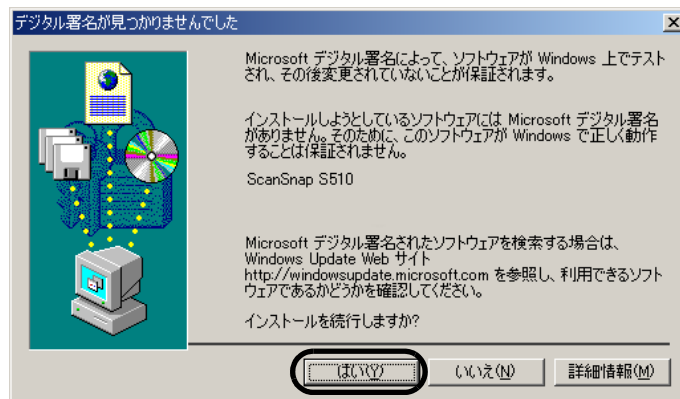 デジタル署名が見つかりませんでした
Microsoft デジタル署名によって、ソフトウェアが Windows 上でテスト
され、その後変更されていないことが保証されます。
インストールしようとしているソフトウェアには Microsoft デジタル署名
がありません。そのために、このソフトウェアが Windows で正しく動作
することは保証されません。
ScanSnap S510
Microsoft デジタル署名されたソフトウェアを検索する場合は、
Windows Update Web サイト
http://windowsupdate.microsoft.com を参照し、利用できるソフト
ウェアであるかどうかを確認してください。
インストールを続行しますか?
はい(Y) いいえ(N) 詳細情報(M)